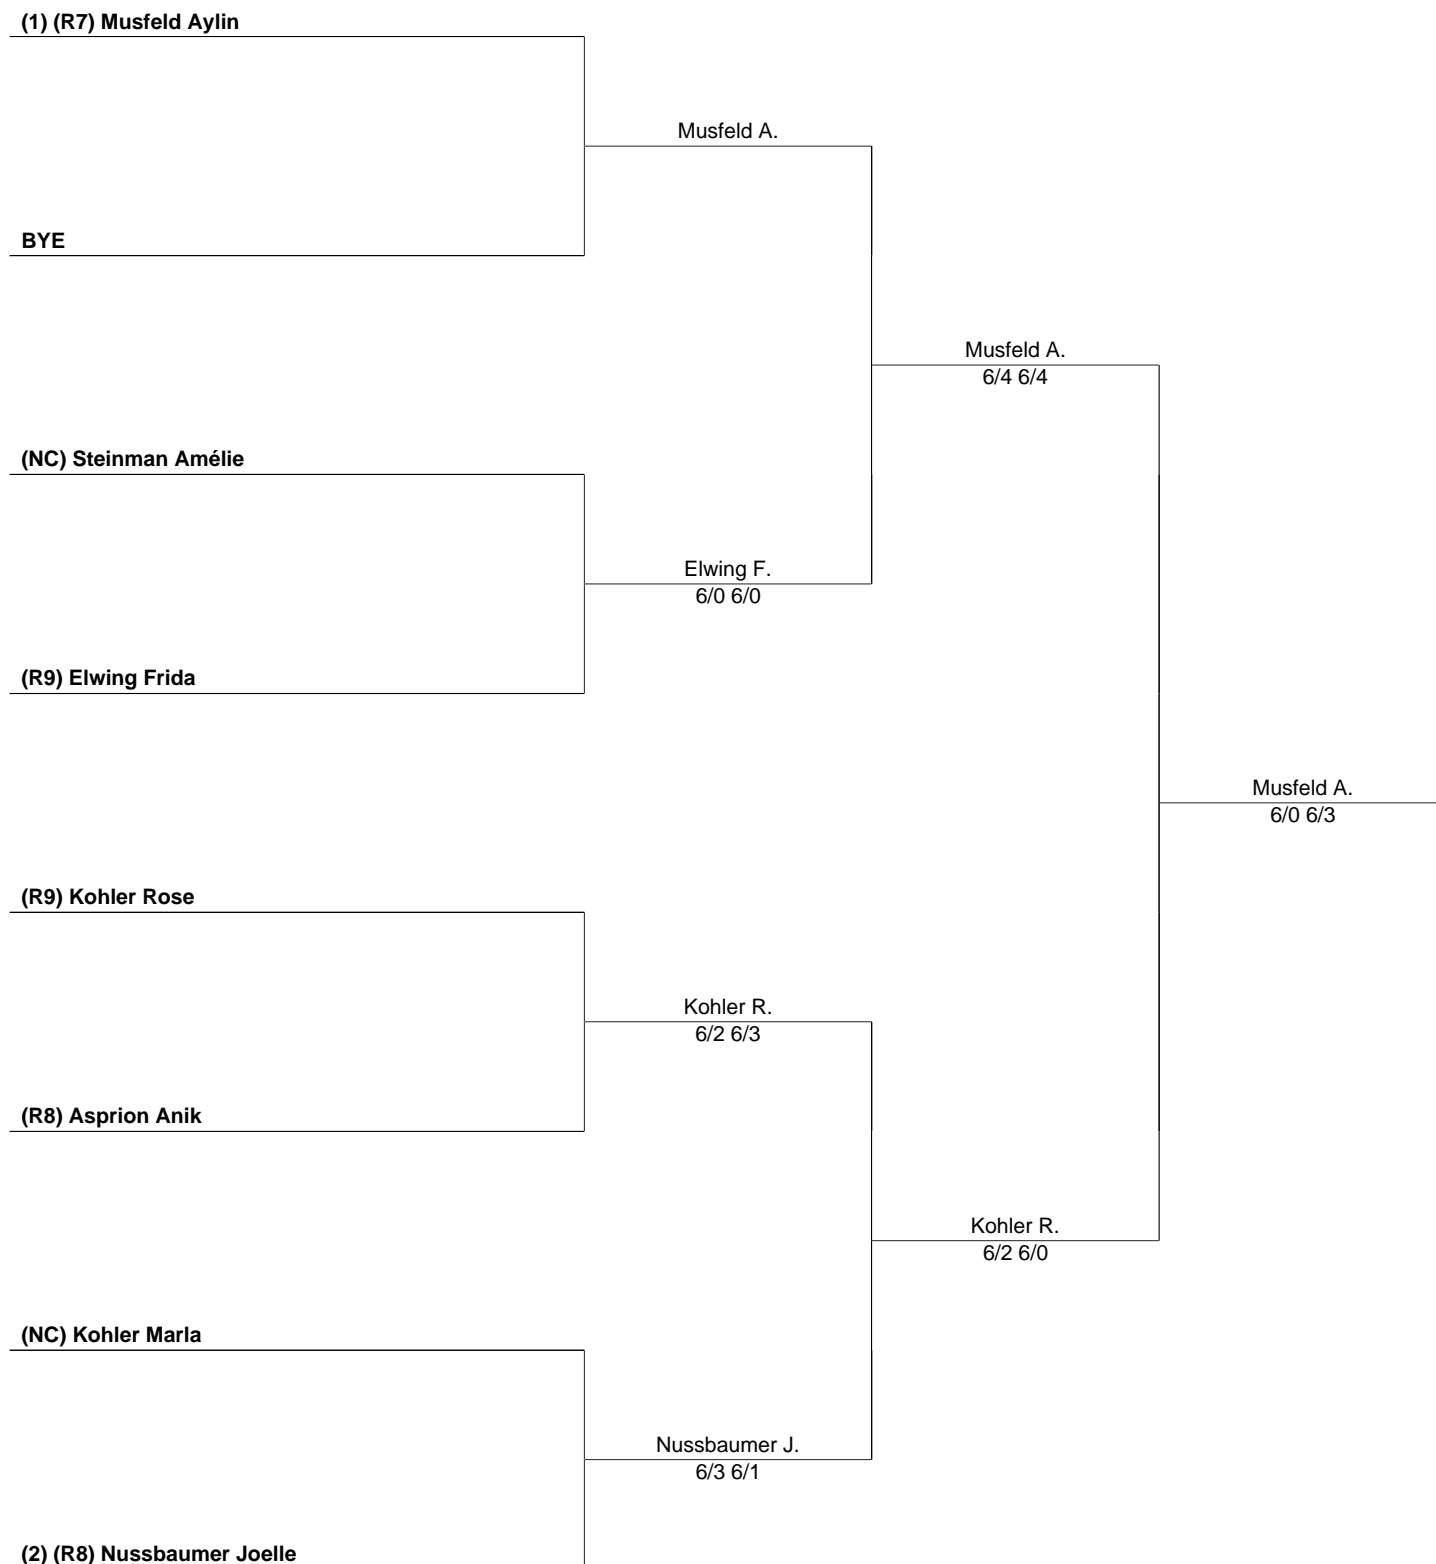 (1) (R7) Musfeld Aylin
Musfeld A.
BYE
Musfeld A.
6/4 6/4
(NC) Steinman Amélie
Elwing F.
6/0 6/0
(R9) Elwing Frida
Musfeld A.
6/0 6/3
(R9) Kohler Rose
Kohler R.
6/2 6/3
(R8) Asprion Anik
Kohler R.
6/2 6/0
(NC) Kohler Marla
Nussbaumer J.
6/3 6/1
(2) (R8) Nussbaumer Joelle